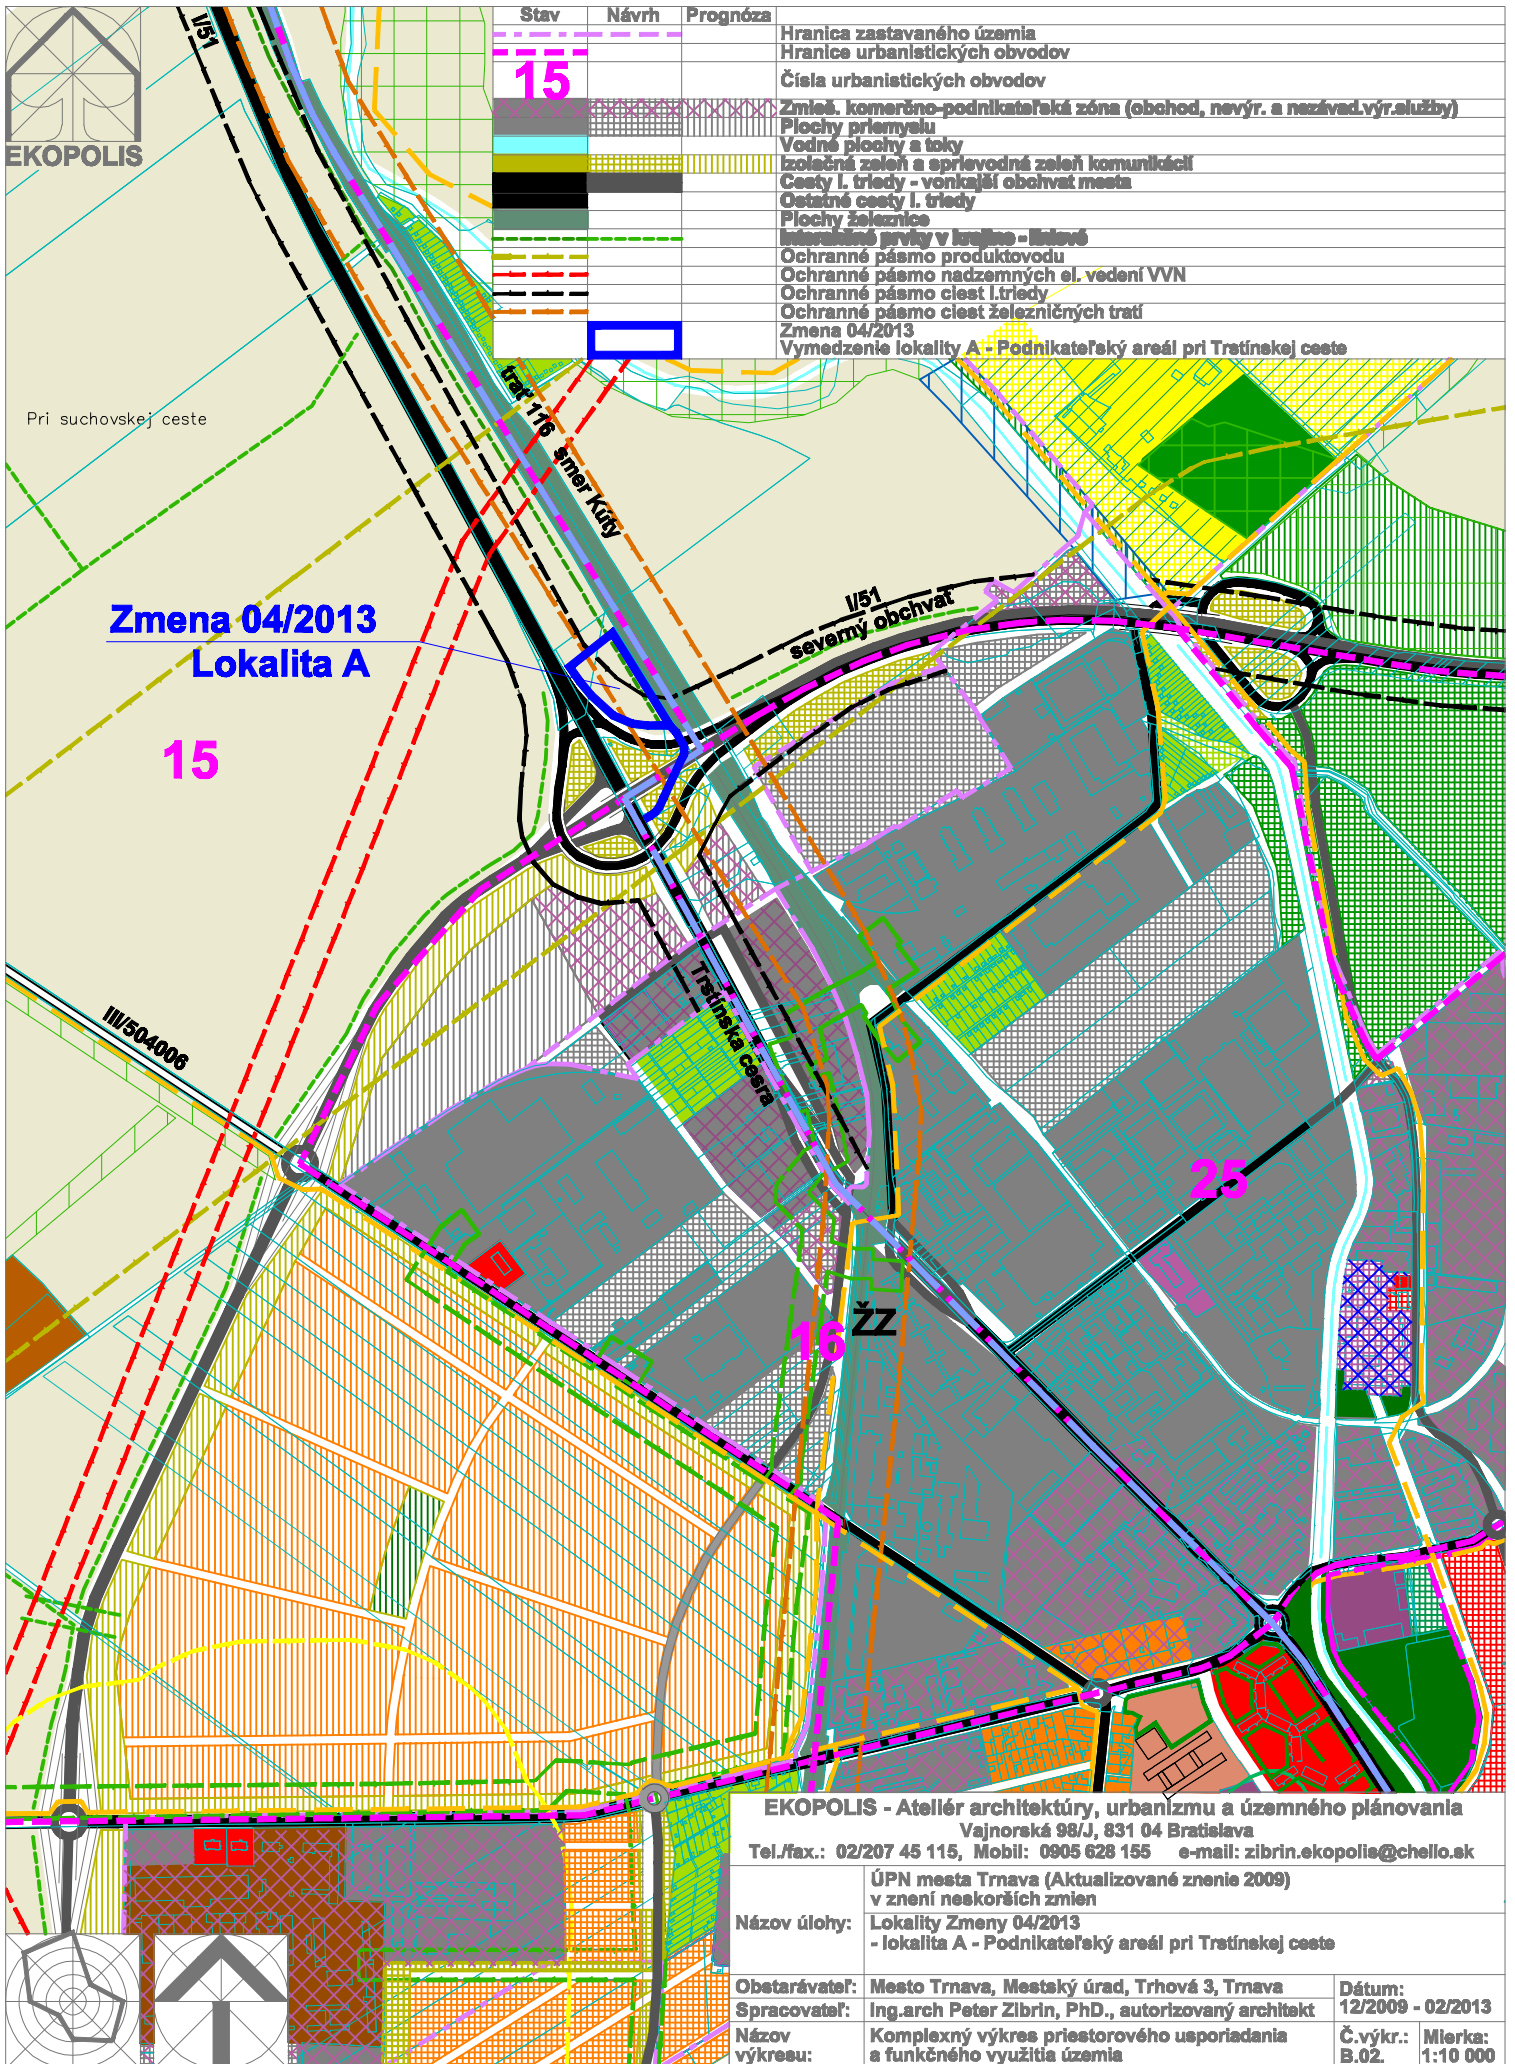 EKOPOLIS
Stav Návrh Prognóza
Hranica zastavaného územia
Hranice urbanistických obvodov
15 Čísla urbanistických obvodov
Zmieš. komerčno-podnikateľská zóna (obchod, nevýr. a nezávad.výr.služby)
Plochy priemyslu
Vodné plochy a toky
Izolačná zeleň a sprievodná zeleň komunikácií
Cesty I. triedy - vonkajší obchvat mesta
Ostatné cesty I. triedy
Plochy železnice
Interakčné prvky v krajine - líniové
Ochranné pásmo produktovodu
Ochranné pásmo nadzemných el. vedení VVN
Ochranné pásmo ciest I.triedy
Ochranné pásmo ciest železničných tratí
Zmena 04/2013
Vymedzenie lokality A - Podnikateľský areál pri Trstínskej ceste
I/51
trať 116 smer Kúty
Pri suchovskej ceste
I/51
severný obchvat
Zmena 04/2013
Lokalita A
15
III/504006
Trstínska cesta
25
16
ŽZ
EKOPOLIS - Ateliér architektúry, urbanizmu a územného plánovania
Vajnorská 98/J, 831 04 Bratislava
Tel./fax.: 02/207 45 115, Mobil: 0905 628 155 e-mail: zibrin.ekopolis@chello.sk
Názov úlohy:
ÚPN mesta Trnava (Aktualizované znenie 2009)
v znení neskorších zmien
Lokality Zmeny 04/2013
- lokalita A - Podnikateľský areál pri Trstínskej ceste
Obstarávateľ: Mesto Trnava, Mestský úrad, Trhová 3, Trnava
Spracovateľ: Ing.arch Peter Zibrin, PhD., autorizovaný architekt
Dátum:
12/2009 - 02/2013
Názov
výkresu:
Komplexný výkres priestorového usporiadania
a funkčného využitia územia
Č.výkr.:
B.02.
Mierka:
1:10 000